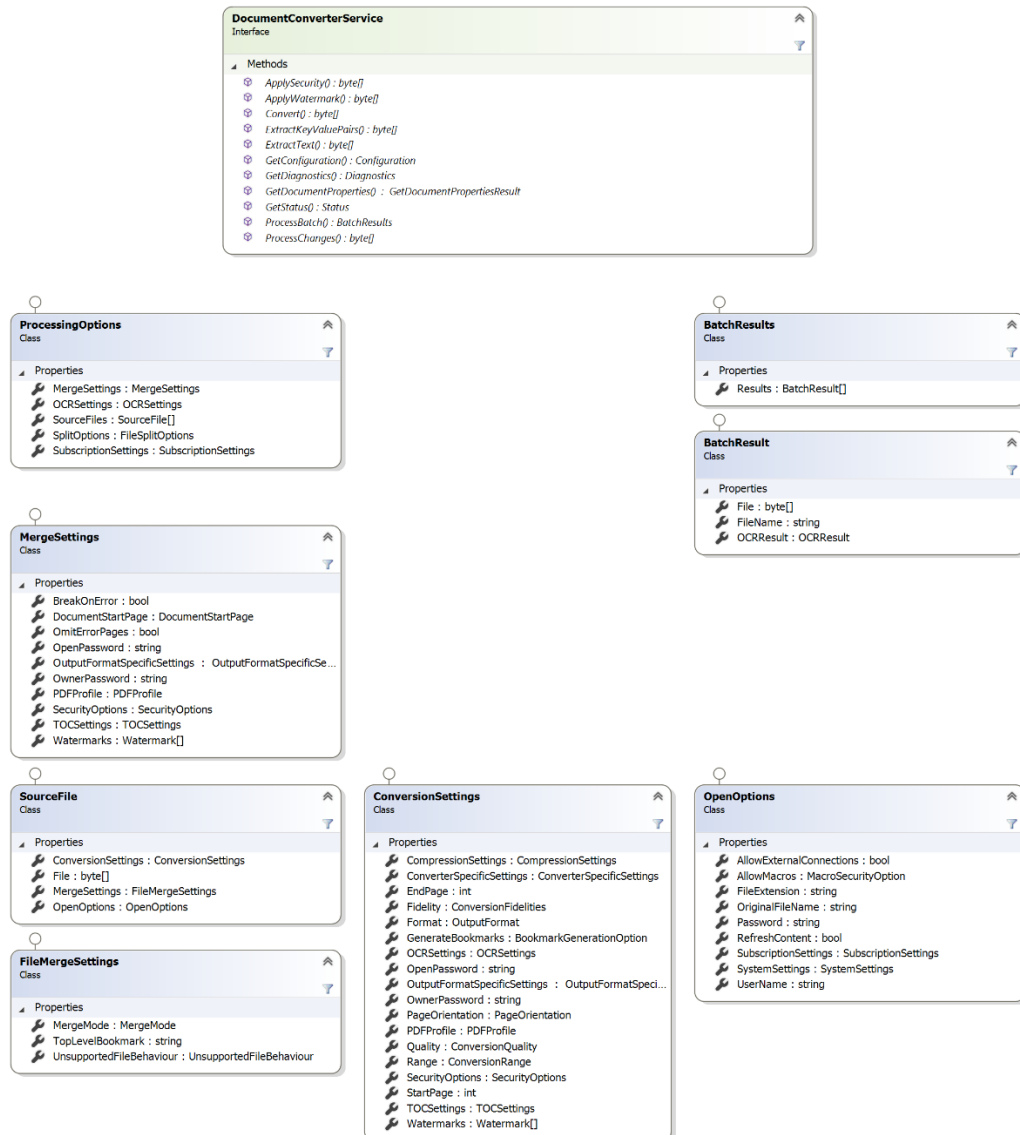 DocumentConverterService
Interface
Methods
ApplySecurity() : byte[]
ApplyWatermark() : byte[]
Convert() : byte[]
ExtractKeyValuePairs() : byte[]
ExtractText() : byte[]
GetConfiguration() : Configuration
GetDiagnostics() : Diagnostics
GetDocumentProperties() : GetDocumentPropertiesResult
GetStatus() : Status
ProcessBatch() : BatchResults
ProcessChanges() : byte[]
ProcessingOptions
Class
Properties
MergeSettings : MergeSettings
OCRSettings : OCRSettings
SourceFiles : SourceFile[]
SplitOptions : FileSplitOptions
SubscriptionSettings : SubscriptionSettings
BatchResults
Class
Properties
Results : BatchResult[]
BatchResult
Class
Properties
File : byte[]
FileName : string
OCRResult : OCRResult
MergeSettings
Class
Properties
BreakOnError : bool
DocumentStartPage : DocumentStartPage
OmitErrorPages : bool
OpenPassword : string
OutputFormatSpecificSettings : OutputFormatSpecificSe...
OwnerPassword : string
PDFProfile : PDFProfile
SecurityOptions : SecurityOptions
TOCSettings : TOCSettings
Watermarks : Watermark[]
SourceFile
Class
Properties
ConversionSettings : ConversionSettings
File : byte[]
MergeSettings : FileMergeSettings
OpenOptions : OpenOptions
FileMergeSettings
Class
Properties
MergeMode : MergeMode
TopLevelBookmark : string
UnsupportedFileBehaviour : UnsupportedFileBehaviour
ConversionSettings
Class
Properties
CompressionSettings : CompressionSettings
ConverterSpecificSettings : ConverterSpecificSettings
EndPage : int
Fidelity : ConversionFidelities
Format : OutputFormat
GenerateBookmarks : BookmarkGenerationOption
OCRSettings : OCRSettings
OpenPassword : string
OutputFormatSpecificSettings : OutputFormatSpeci...
OwnerPassword : string
PageOrientation : PageOrientation
PDFProfile : PDFProfile
Quality : ConversionQuality
Range : ConversionRange
SecurityOptions : SecurityOptions
StartPage : int
TOCSettings : TOCSettings
Watermarks : Watermark[]
OpenOptions
Class
Properties
AllowExternalConnections : bool
AllowMacros : MacroSecurityOption
FileExtension : string
OriginalFileName : string
Password : string
RefreshContent : bool
SubscriptionSettings : SubscriptionSettings
SystemSettings : SystemSettings
UserName : string